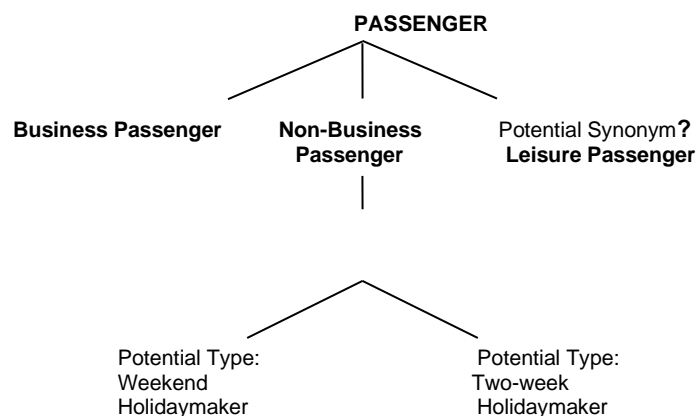 PASSENGER
Business Passenger
Non-Business
Passenger
Potential Synonym?
Leisure Passenger
Potential Type:
Weekend
Holidaymaker
Potential Type:
Two-week
Holidaymaker